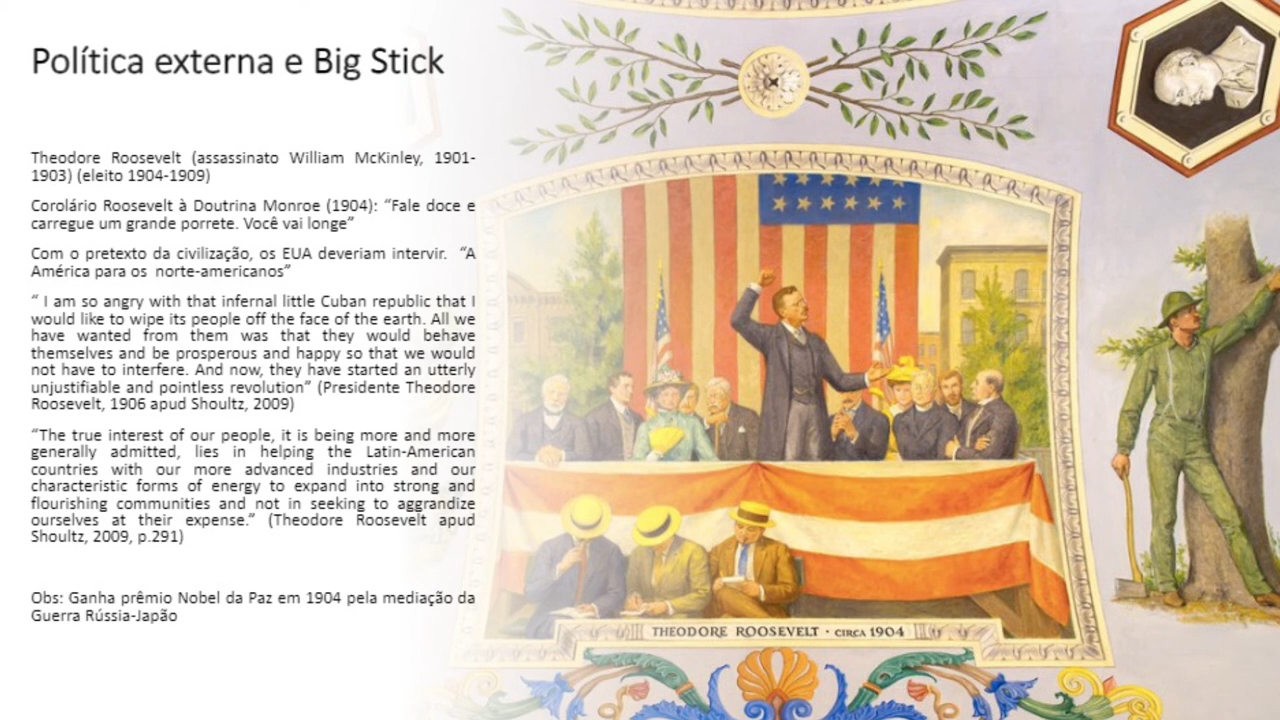 Política externa e Big Stick
Theodore Roosevelt (assassinato William McKinley, 1901-
1903) (eleito 1904-1909)
Corolário Roosevelt à Doutrina Monroe (1904): “Fale doce e
carregue um grande porrete. Você vai longe”
Com o pretexto da civilização, os EUA deveriam intervir. “A
América para os norte-americanos”
“ I am so angry with that infernal little Cuban republic that I
would like to wipe its people off the face of the earth. All we
have wanted from them was that they would behave
themselves and be prosperous and happy so that we would
not have to interfere. And now, they have started an utterly
unjustifiable and pointless revolution” (Presidente Theodore
Roosevelt, 1906 apud Shoultz, 2009)
“The true interest of our people, it is being more and more
generally admitted, lies in helping the Latin-American
countries with our more advanced industries and our
characteristic forms of energy to expand into strong and
flourishing communities and not in seeking to aggrandize
ourselves at their expense.” (Theodore Roosevelt apud
Shoultz, 2009, p.291)
Obs: Ganha prêmio Nobel da Paz em 1904 pela mediação da
Guerra Rússia-Japão
THEODORE ROOSEVELT · CIRCA 1904